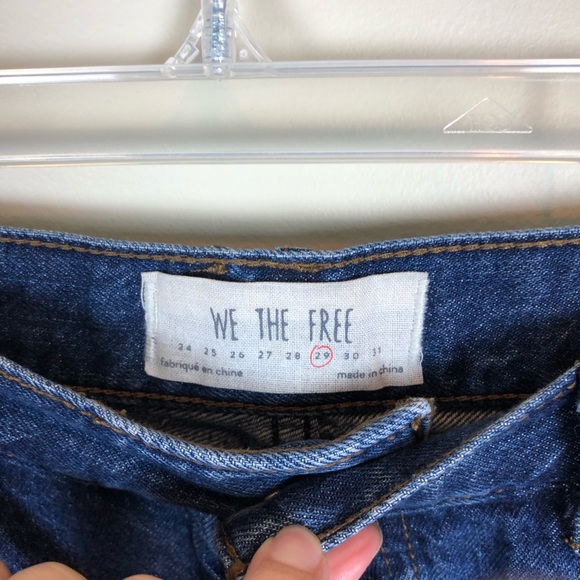 WE THE FREE
24 25 26 27 28 29 30 31
fabriqué en chine made in china